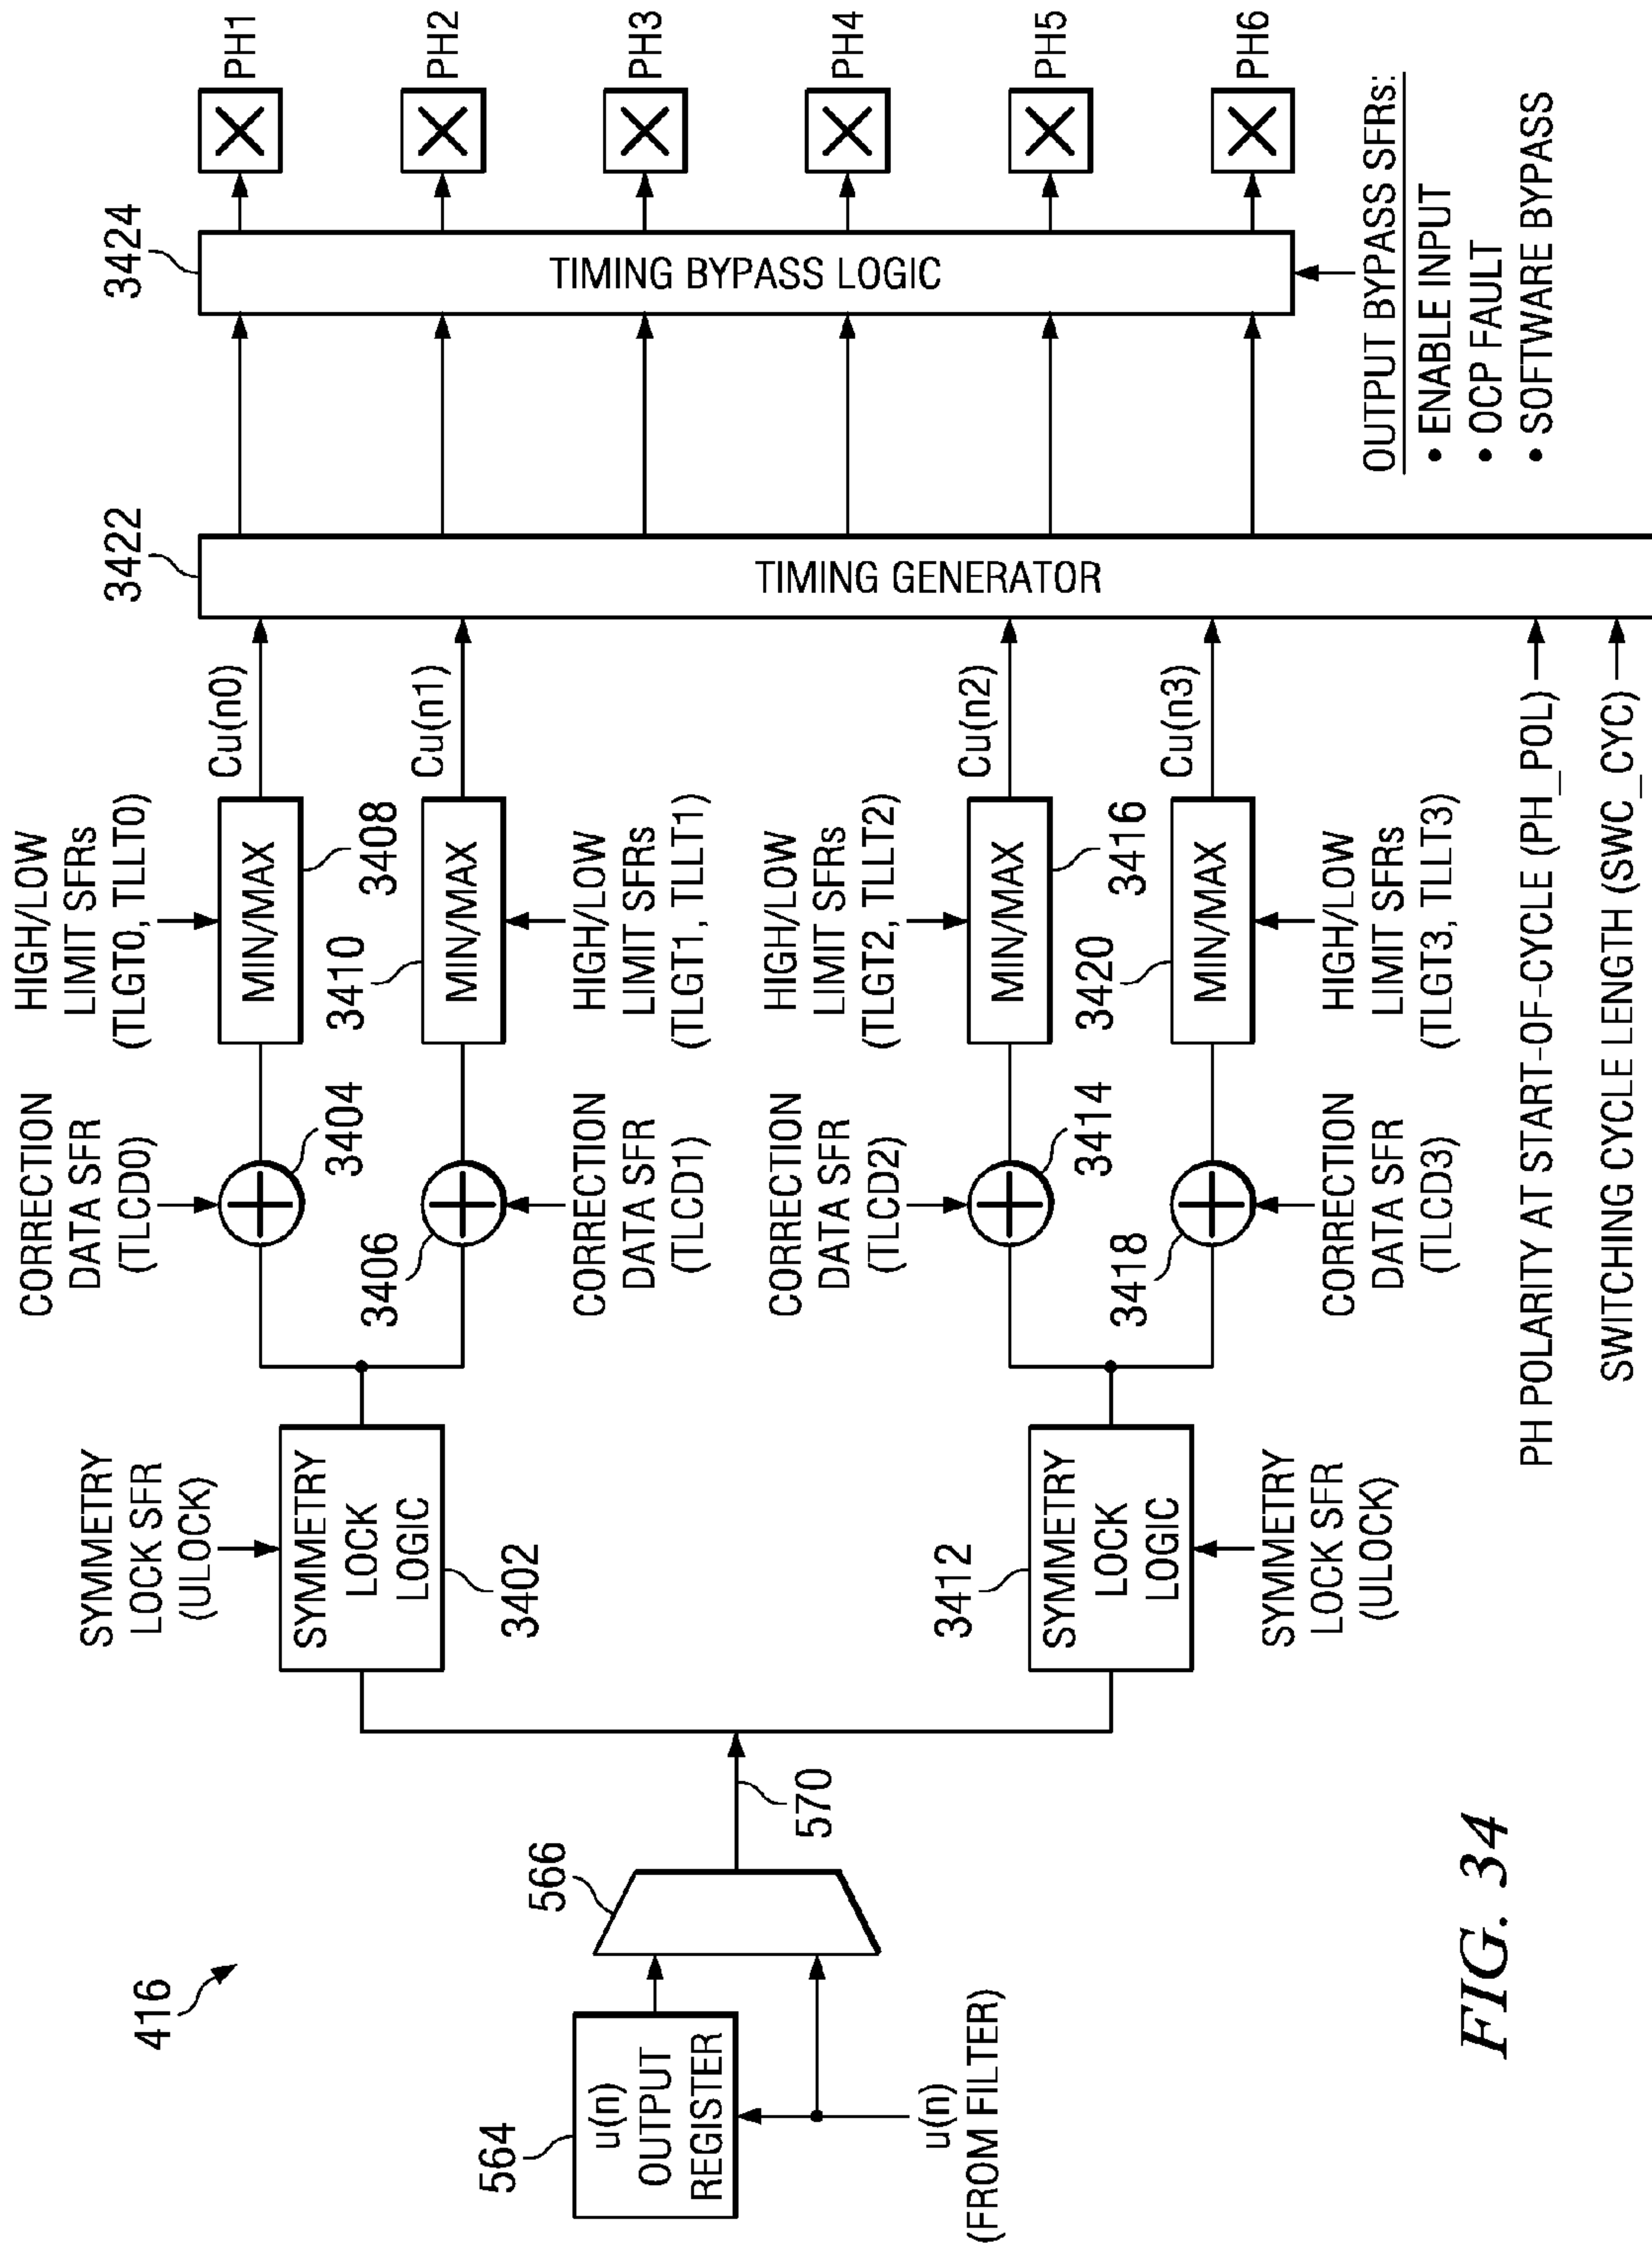 416
564
u(n)
OUTPUT
REGISTER
u(n)
(FROM FILTER)
566
570
SYMMETRY
LOCK SFR
(ULOCK)
SYMMETRY
LOCK
LOGIC
3402
3412
SYMMETRY
LOCK
LOGIC
SYMMETRY
LOCK SFR
(ULOCK)
CORRECTION
DATA SFR
(TLCD0)
3404
3406
CORRECTION
DATA SFR
(TLCD1)
CORRECTION
DATA SFR
(TLCD2)
3414
3418
CORRECTION
DATA SFR
(TLCD3)
HIGH/LOW
LIMIT SFRs
(TLGT0, TLLT0)
MIN/MAX
3408
3410
MIN/MAX
HIGH/LOW
LIMIT SFRs
(TLGT1, TLLT1)
HIGH/LOW
LIMIT SFRs
(TLGT2, TLLT2)
MIN/MAX
3416
3420
MIN/MAX
HIGH/LOW
LIMIT SFRs
(TLGT3, TLLT3)
Cu(n0)
Cu(n1)
Cu(n2)
Cu(n3)
PH POLARITY AT START-OF-CYCLE (PH_POL)
SWITCHING CYCLE LENGTH (SWC_CYC)
3422
TIMING GENERATOR
3424
TIMING BYPASS LOGIC
PH1
PH2
PH3
PH4
PH5
PH6
OUTPUT BYPASS SFRs:
• ENABLE INPUT
• OCP FAULT
• SOFTWARE BYPASS
FIG. 34